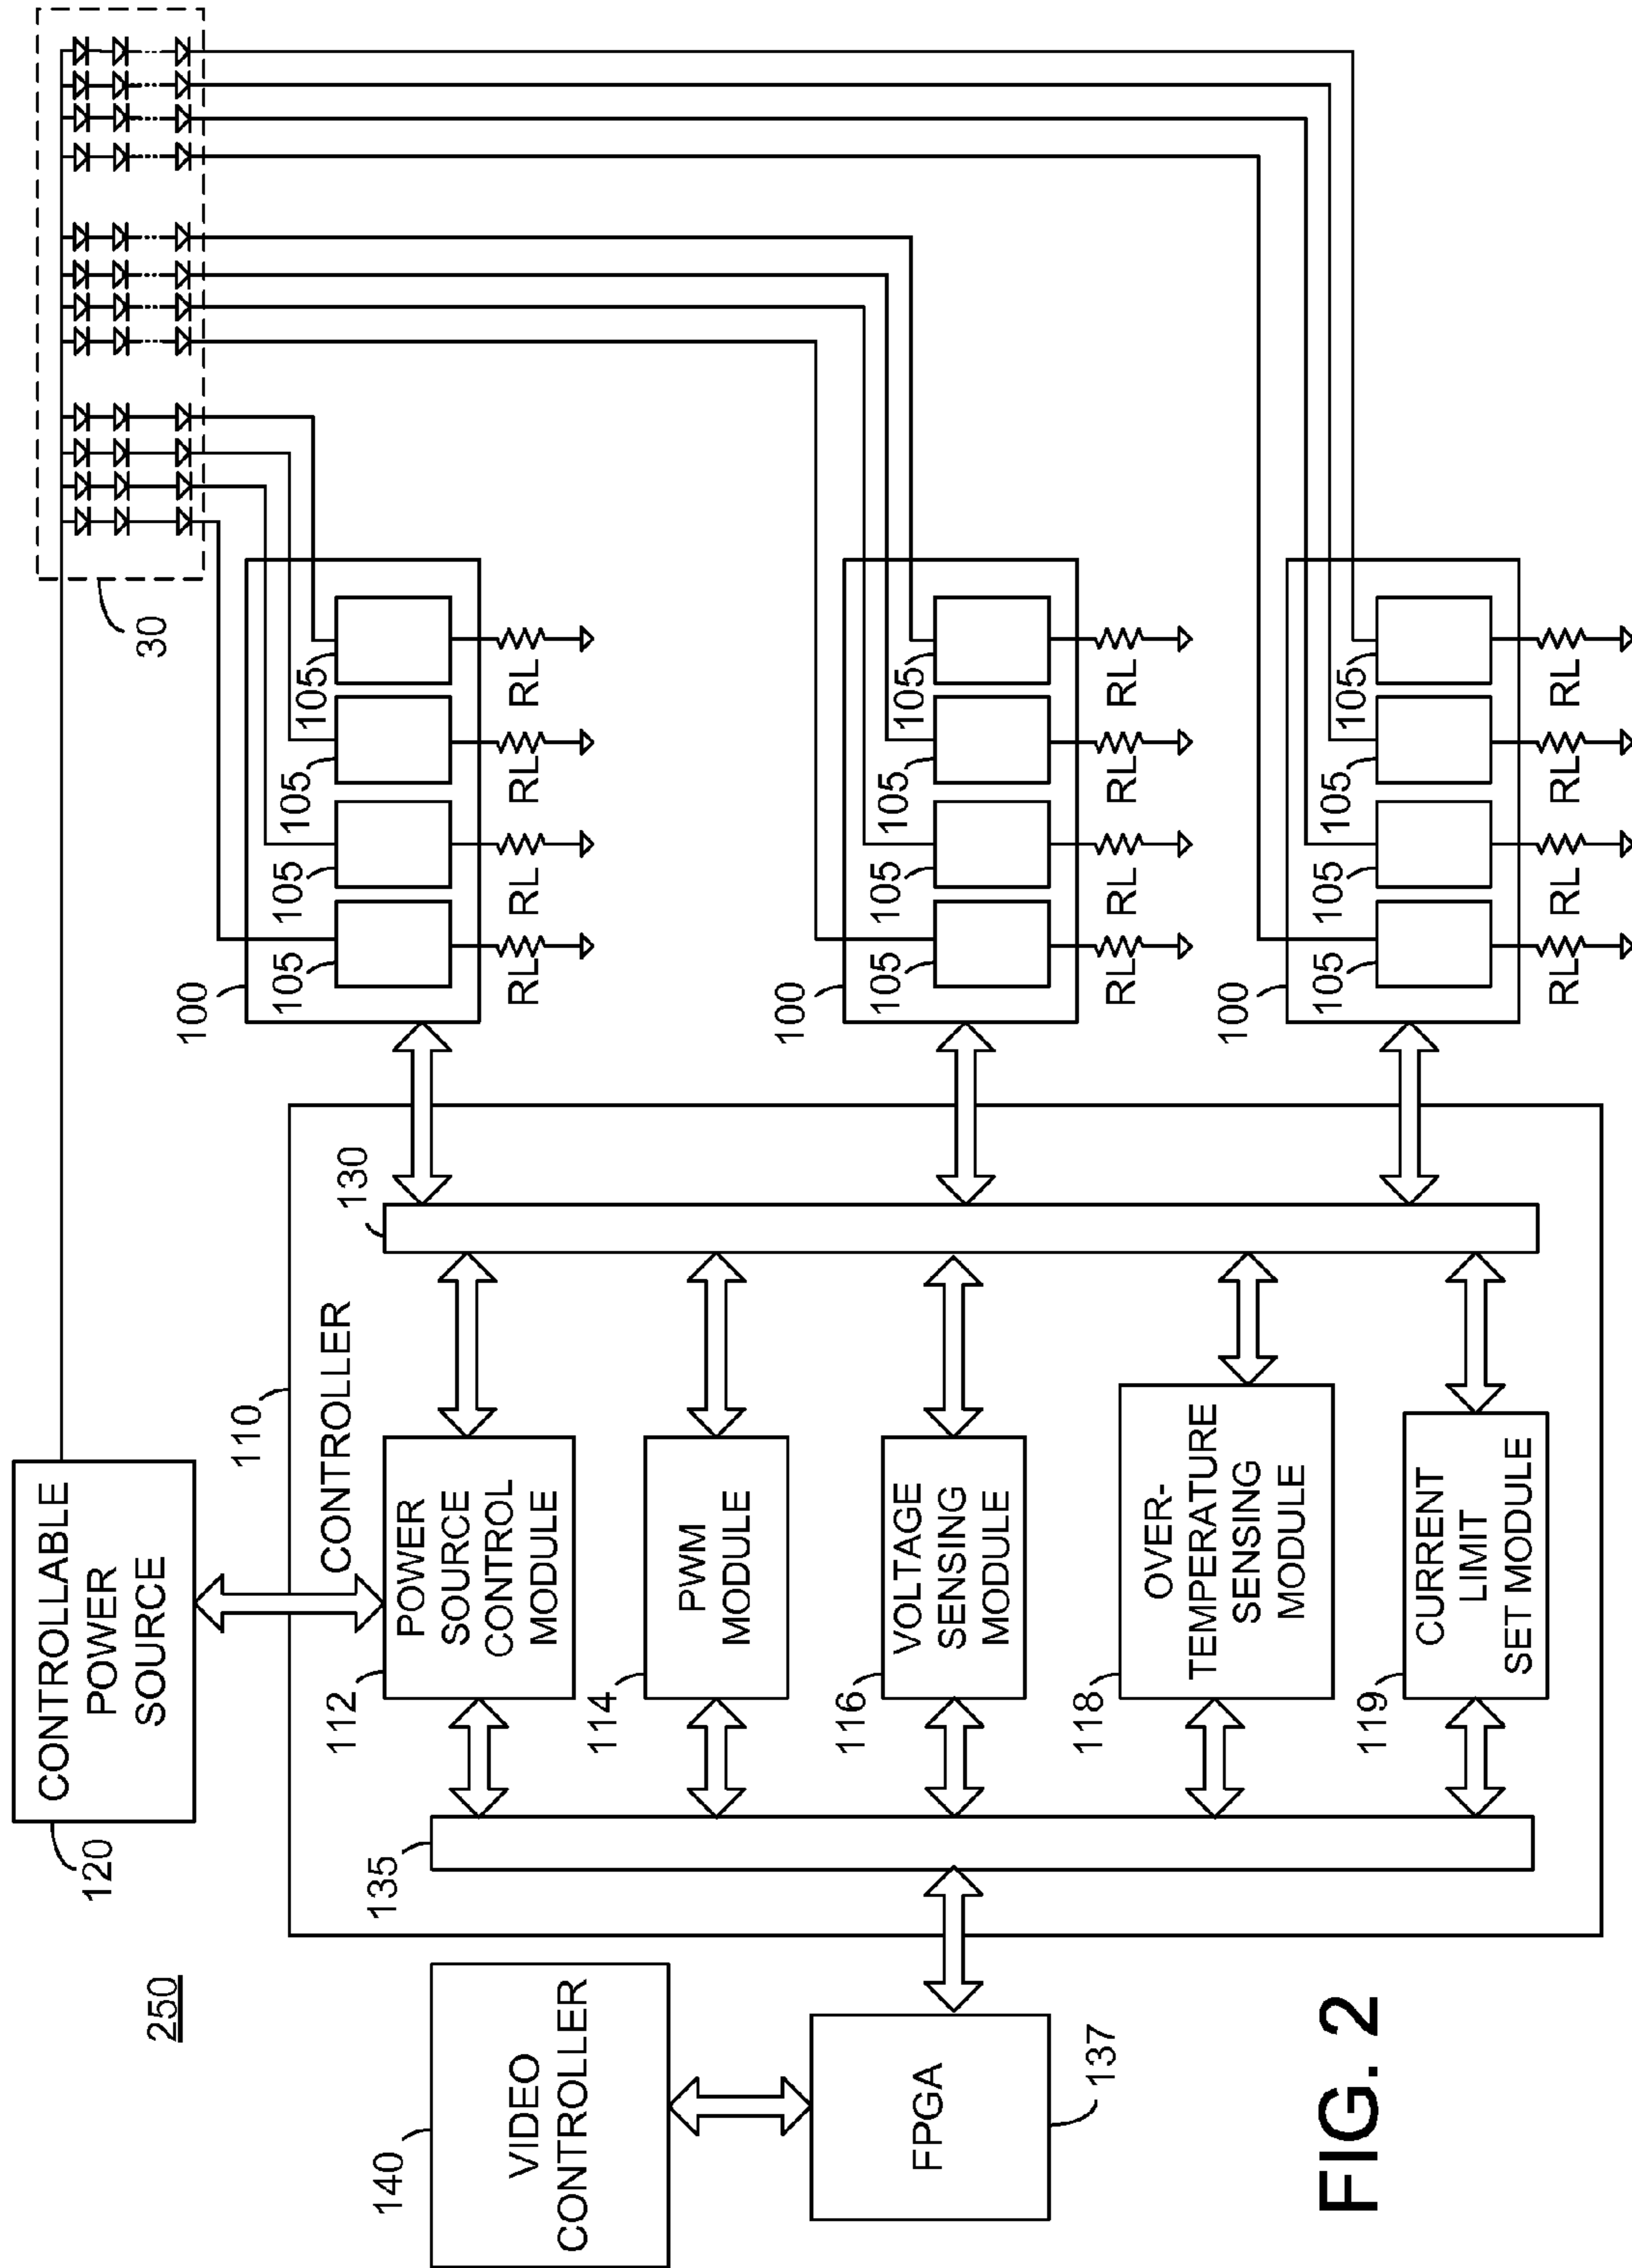 250
120
CONTROLLABLE
POWER
SOURCE
30
110
CONTROLLER
140
VIDEO
CONTROLLER
FPGA
137
135
112
POWER
SOURCE
CONTROL
MODULE
114
PWM
MODULE
116
VOLTAGE
SENSING
MODULE
118
OVER-
TEMPERATURE
SENSING
MODULE
119
CURRENT
LIMIT
SET MODULE
130
100
105
105
105
105
RL
RL
RL
RL
100
105
105
105
105
RL
RL
RL
RL
100
105
105
105
105
RL
RL
RL
RL
FIG. 2